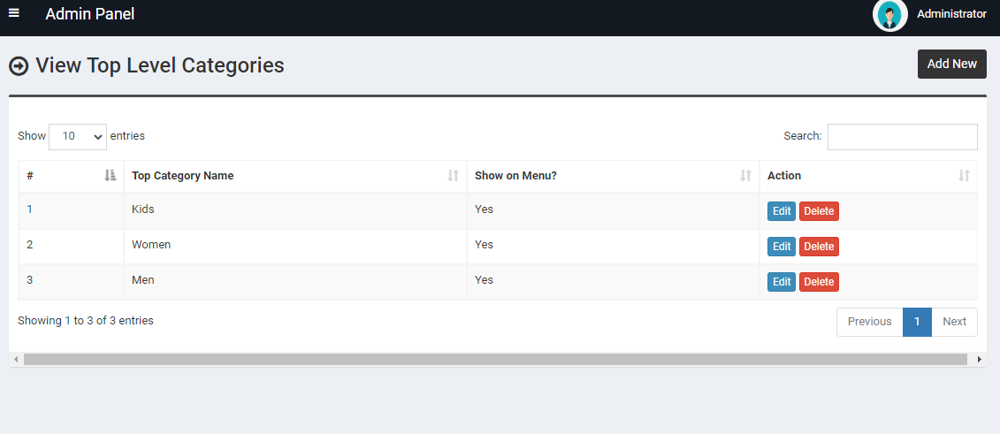 Admin Panel
Administrator
View Top Level Categories
Add New
Show 10 entries
Search:
# Top Category Name Show on Menu? Action
1 Kids Yes Edit Delete
2 Women Yes Edit Delete
3 Men Yes Edit Delete
Showing 1 to 3 of 3 entries
Previous 1 Next